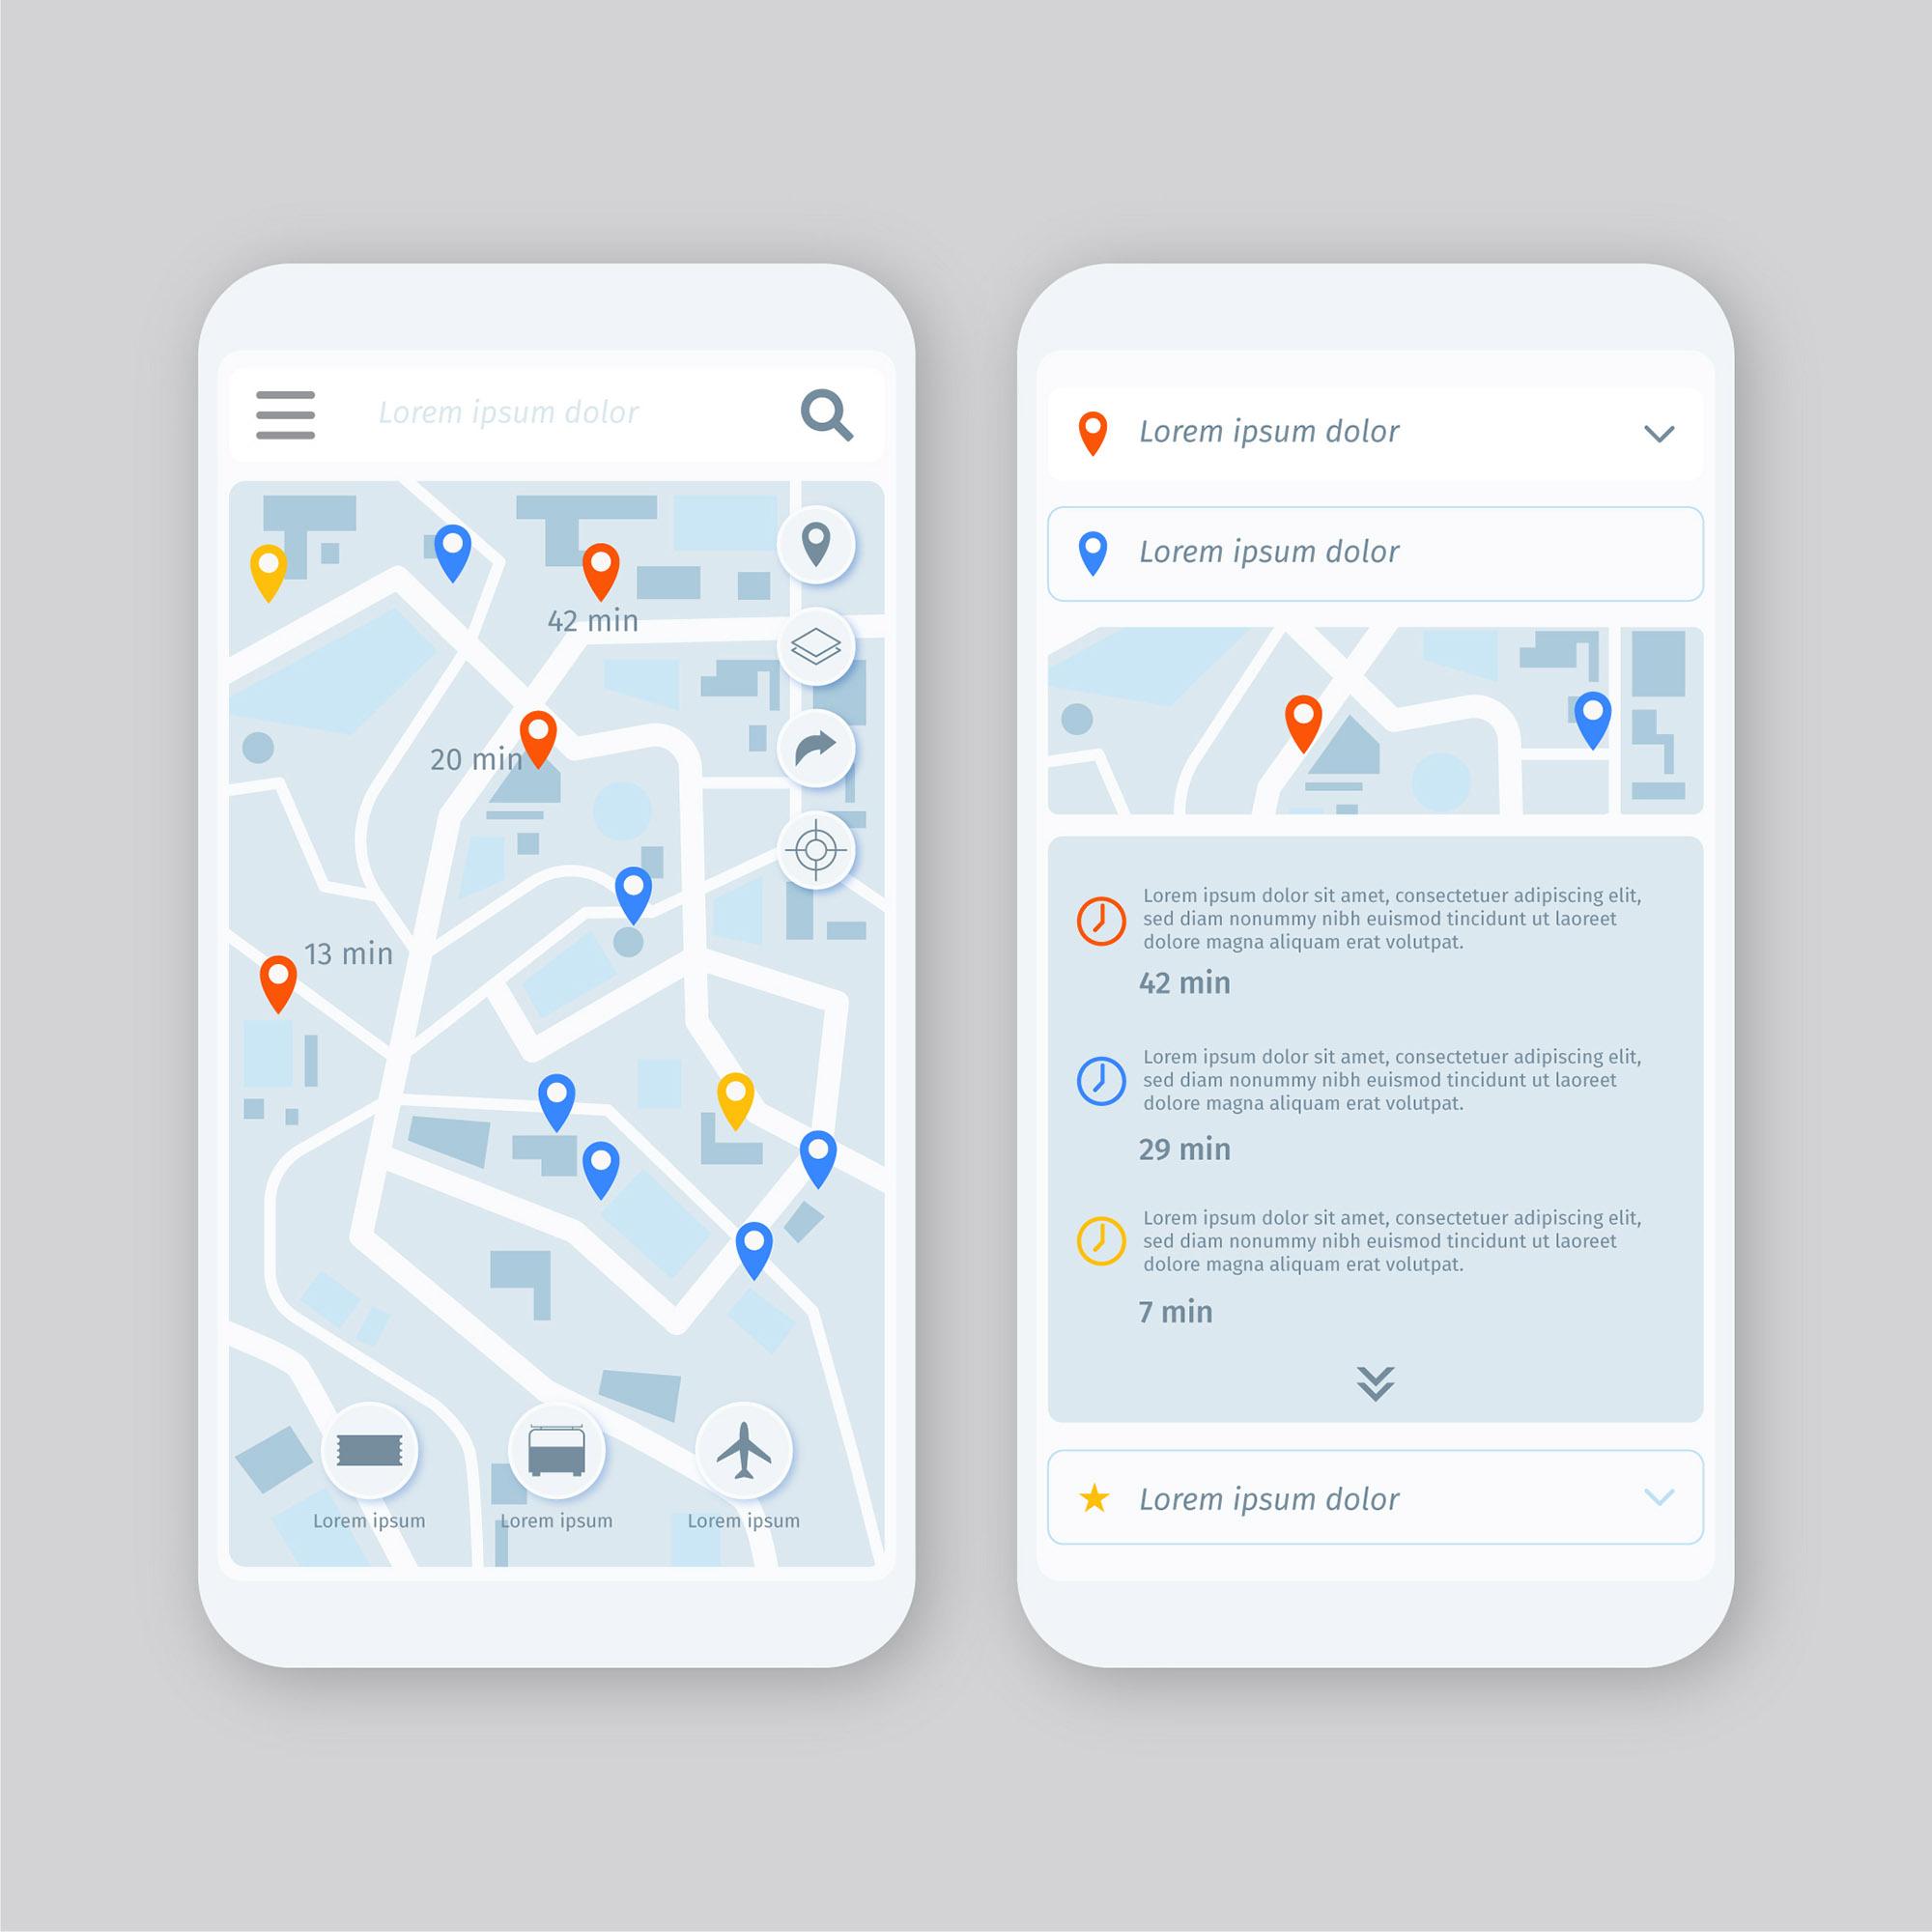 Lorem ipsum dolor
42 min
20 min
13 min
Lorem ipsum
Lorem ipsum
Lorem ipsum
Lorem ipsum dolor
Lorem ipsum dolor
Lorem ipsum dolor sit amet, consectetuer adipiscing elit,
sed diam nonummy nibh euismod tincidunt ut laoreet
dolore magna aliquam erat volutpat.
42 min
Lorem ipsum dolor sit amet, consectetuer adipiscing elit,
sed diam nonummy nibh euismod tincidunt ut laoreet
dolore magna aliquam erat volutpat.
29 min
Lorem ipsum dolor sit amet, consectetuer adipiscing elit,
sed diam nonummy nibh euismod tincidunt ut laoreet
dolore magna aliquam erat volutpat.
7 min
Lorem ipsum dolor